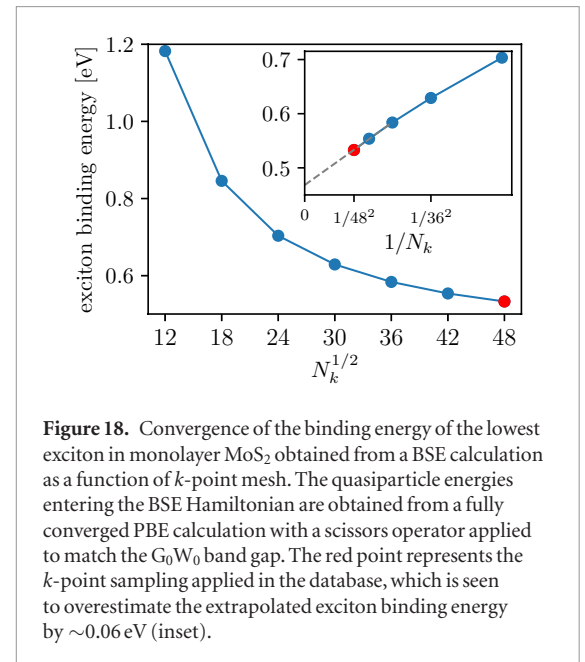 1.2
1.0
0.8
0.6
exciton binding energy [eV]
0.7
0.6
0.5
0
1/48²
1/36²
1/N_k
12
18
24
30
36
42
48
N_k^{1/2}
Figure 18. Convergence of the binding energy of the lowest
exciton in monolayer MoS₂ obtained from a BSE calculation
as a function of k-point mesh. The quasiparticle energies
entering the BSE Hamiltonian are obtained from a fully
converged PBE calculation with a scissors operator applied
to match the G₀W₀ band gap. The red point represents the
k-point sampling applied in the database, which is seen
to overestimate the extrapolated exciton binding energy
by ∼0.06 eV (inset).